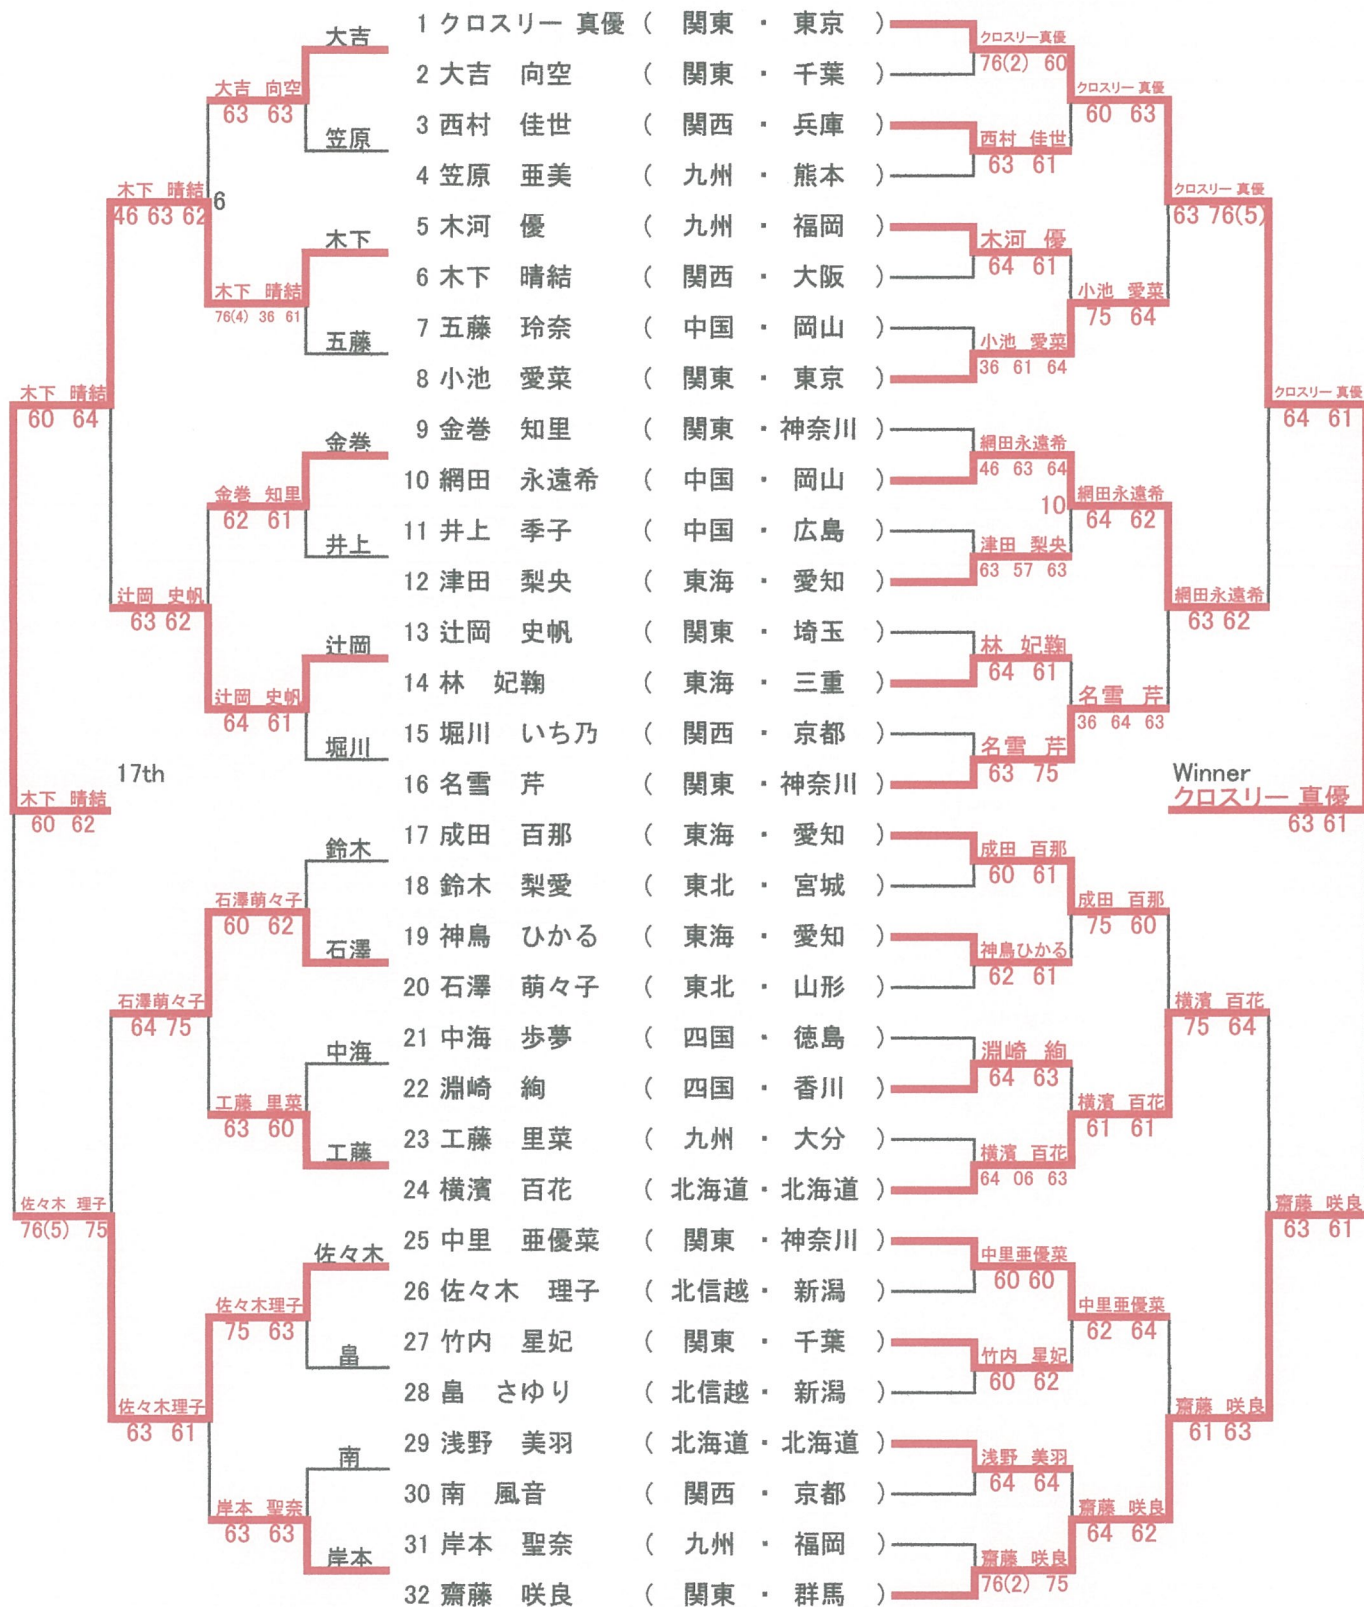 1 クロスリー 真優 ( 関東 ・ 東京 )
大吉
クロスリー真優
76(2) 60
2 大吉 向空 ( 関東 ・ 千葉 )
大吉 向空
63 63
クロスリー 真優
60 63
3 西村 佳世 ( 関西 ・ 兵庫 )
笠原
西村 佳世
63 61
4 笠原 亜美 ( 九州 ・ 熊本 )
木下 晴結
46 63 62
6
クロスリー 真優
63 76(5)
5 木河 優 ( 九州 ・ 福岡 )
木下
木河 優
64 61
6 木下 晴結 ( 関西 ・ 大阪 )
木下 晴結
76(4) 36 61
小池 愛菜
75 64
7 五藤 玲奈 ( 中国 ・ 岡山 )
五藤
小池 愛菜
36 61 64
8 小池 愛菜 ( 関東 ・ 東京 )
木下 晴結
60 64
クロスリー 真優
64 61
9 金巻 知里 ( 関東 ・ 神奈川 )
金巻
網田永遠希
46 63 64
10 網田 永遠希 ( 中国 ・ 岡山 )
金巻 知里
62 61
10
網田永遠希
64 62
11 井上 季子 ( 中国 ・ 広島 )
井上
津田 梨央
63 57 63
12 津田 梨央 ( 東海 ・ 愛知 )
辻岡 史帆
63 62
網田永遠希
63 62
13 辻岡 史帆 ( 関東 ・ 埼玉 )
辻岡
林 妃鞠
64 61
14 林 妃鞠 ( 東海 ・ 三重 )
辻岡 史帆
64 61
名雪 芹
36 64 63
15 堀川 いち乃 ( 関西 ・ 京都 )
堀川
名雪 芹
63 75
16 名雪 芹 ( 関東 ・ 神奈川 )
17th
木下 晴結
60 62
Winner
クロスリー 真優
63 61
17 成田 百那 ( 東海 ・ 愛知 )
鈴木
成田 百那
60 61
18 鈴木 梨愛 ( 東北 ・ 宮城 )
石澤萌々子
60 62
成田 百那
75 60
19 神鳥 ひかる ( 東海 ・ 愛知 )
石澤
神鳥ひかる
62 61
20 石澤 萌々子 ( 東北 ・ 山形 )
石澤萌々子
64 75
横濱 百花
75 64
21 中海 歩夢 ( 四国 ・ 徳島 )
中海
淵崎 絢
64 63
22 淵崎 絢 ( 四国 ・ 香川 )
工藤 里菜
63 60
横濱 百花
61 61
23 工藤 里菜 ( 九州 ・ 大分 )
工藤
横濱 百花
64 06 63
24 横濱 百花 ( 北海道 ・ 北海道 )
佐々木 理子
76(5) 75
齋藤 咲良
63 61
25 中里 亜優菜 ( 関東 ・ 神奈川 )
佐々木
中里亜優菜
60 60
26 佐々木 理子 ( 北信越 ・ 新潟 )
佐々木理子
75 63
中里亜優菜
62 64
27 竹内 星妃 ( 関東 ・ 千葉 )
畠
竹内 星妃
60 62
28 畠 さゆり ( 北信越 ・ 新潟 )
佐々木理子
63 61
齋藤 咲良
61 63
29 浅野 美羽 ( 北海道 ・ 北海道 )
南
浅野 美羽
64 64
30 南 風音 ( 関西 ・ 京都 )
岸本 聖奈
63 63
齋藤 咲良
64 62
31 岸本 聖奈 ( 九州 ・ 福岡 )
岸本
齋藤 咲良
76(2) 75
32 齋藤 咲良 ( 関東 ・ 群馬 )